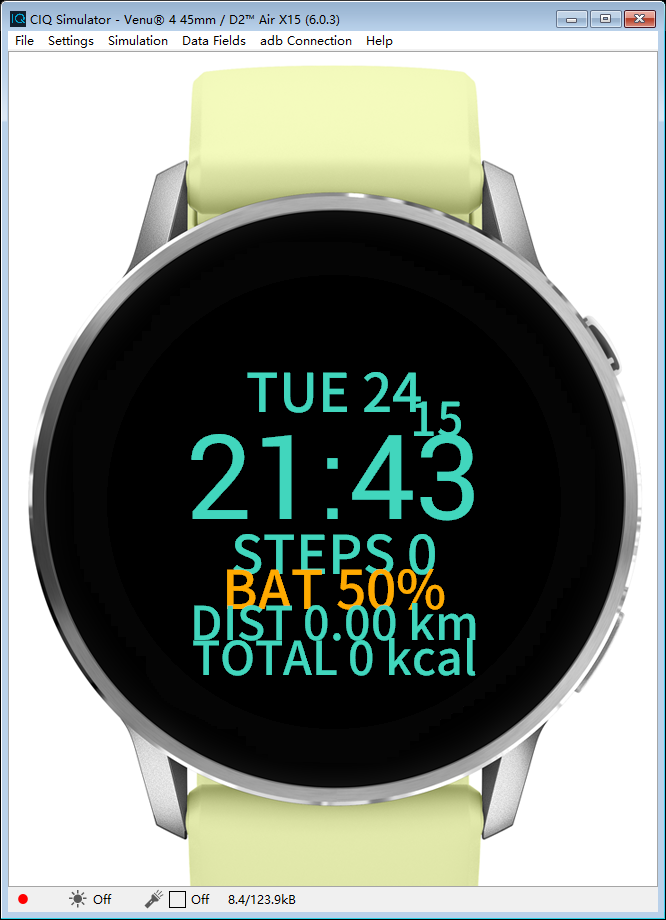 CIQ Simulator - Venu® 4 45mm / D2™ Air X15 (6.0.3)
File Settings Simulation Data Fields adb Connection Help
TUE 24
15
21:43
STEPS 0
BAT 50%
DIST 0.00 km
TOTAL 0 kcal
Off Off 8.4/123.9kB